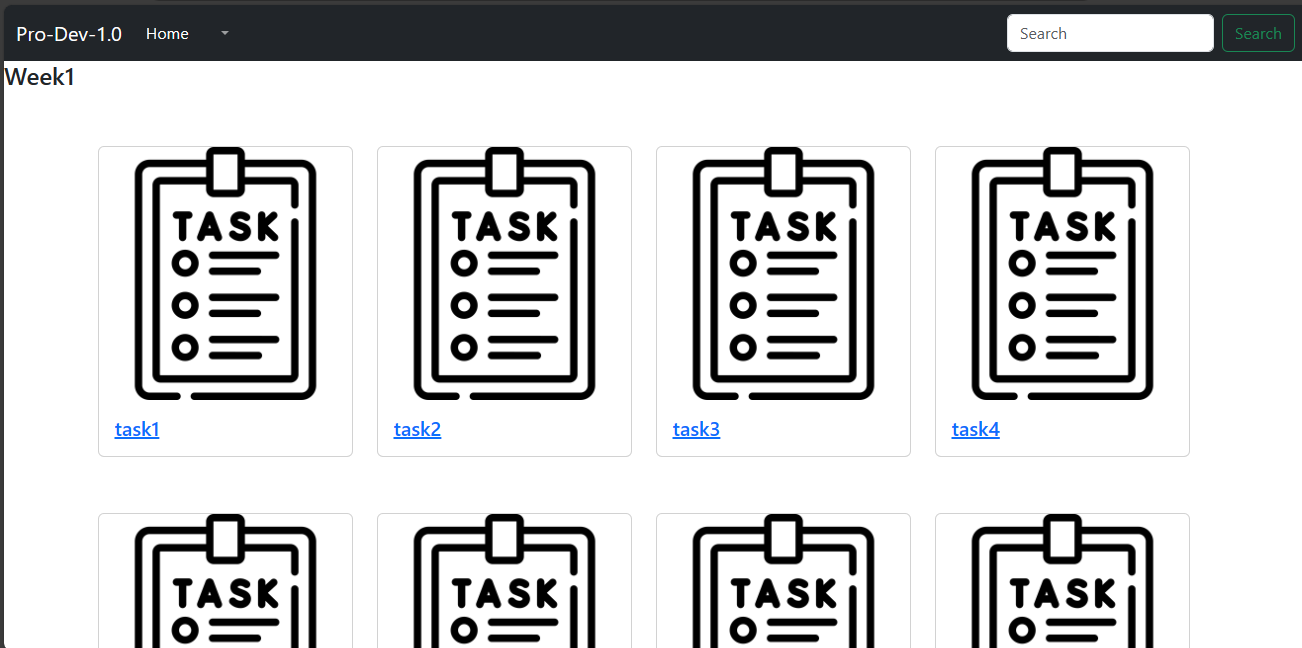 Pro-Dev-1.0 Home Search Search
Week1
TASK TASK TASK TASK
task1 task2 task3 task4
TASK TASK TASK TASK